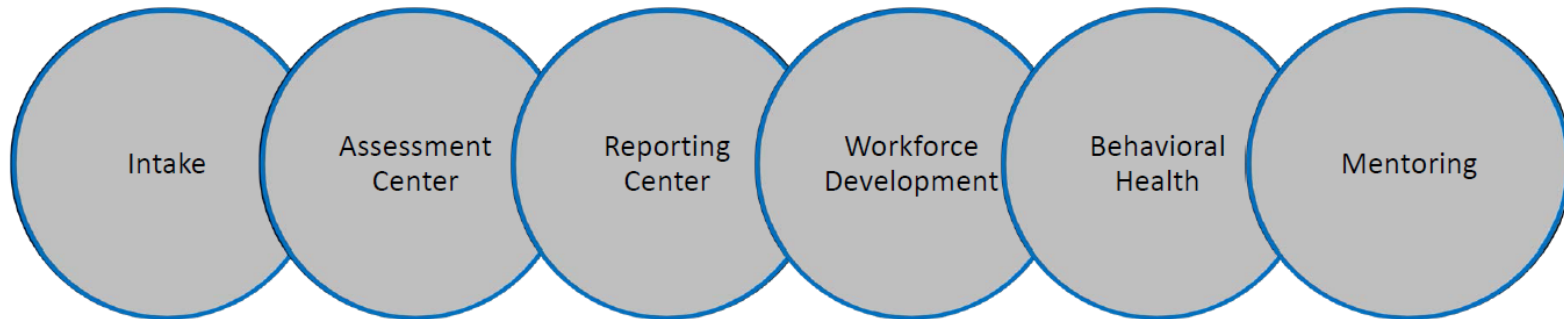 Intake
Assessment
Center
Reporting
Center
Workforce
Development
Behavioral
Health
Mentoring